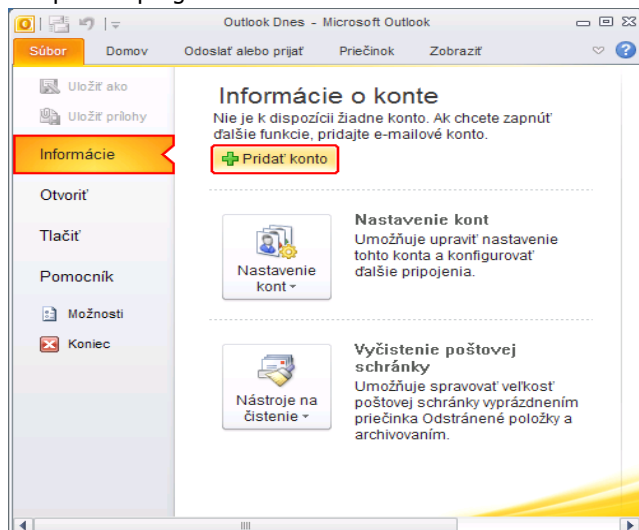 Outlook Dnes - Microsoft Outlook
Súbor Domov Odoslať alebo prijať Priečinok Zobraziť
Uložiť ako
Uložiť prílohy
Informácie
Otvoriť
Tlačiť
Pomocník
Možnosti
Koniec
Informácie o konte
Nie je k dispozícii žiadne konto. Ak chcete zapnúť
ďalšie funkcie, pridajte e-mailové konto.
Pridať konto
Nastavenie
kont
Nastavenie kont
Umožňuje upraviť nastavenie
tohto konta a konfigurovať
ďalšie pripojenia.
Nástroje na
čistenie
Vyčistenie poštovej
schránky
Umožňuje spravovať veľkosť
poštovej schránky vyprázdnením
priečinka Odstránené položky a
archivovaním.